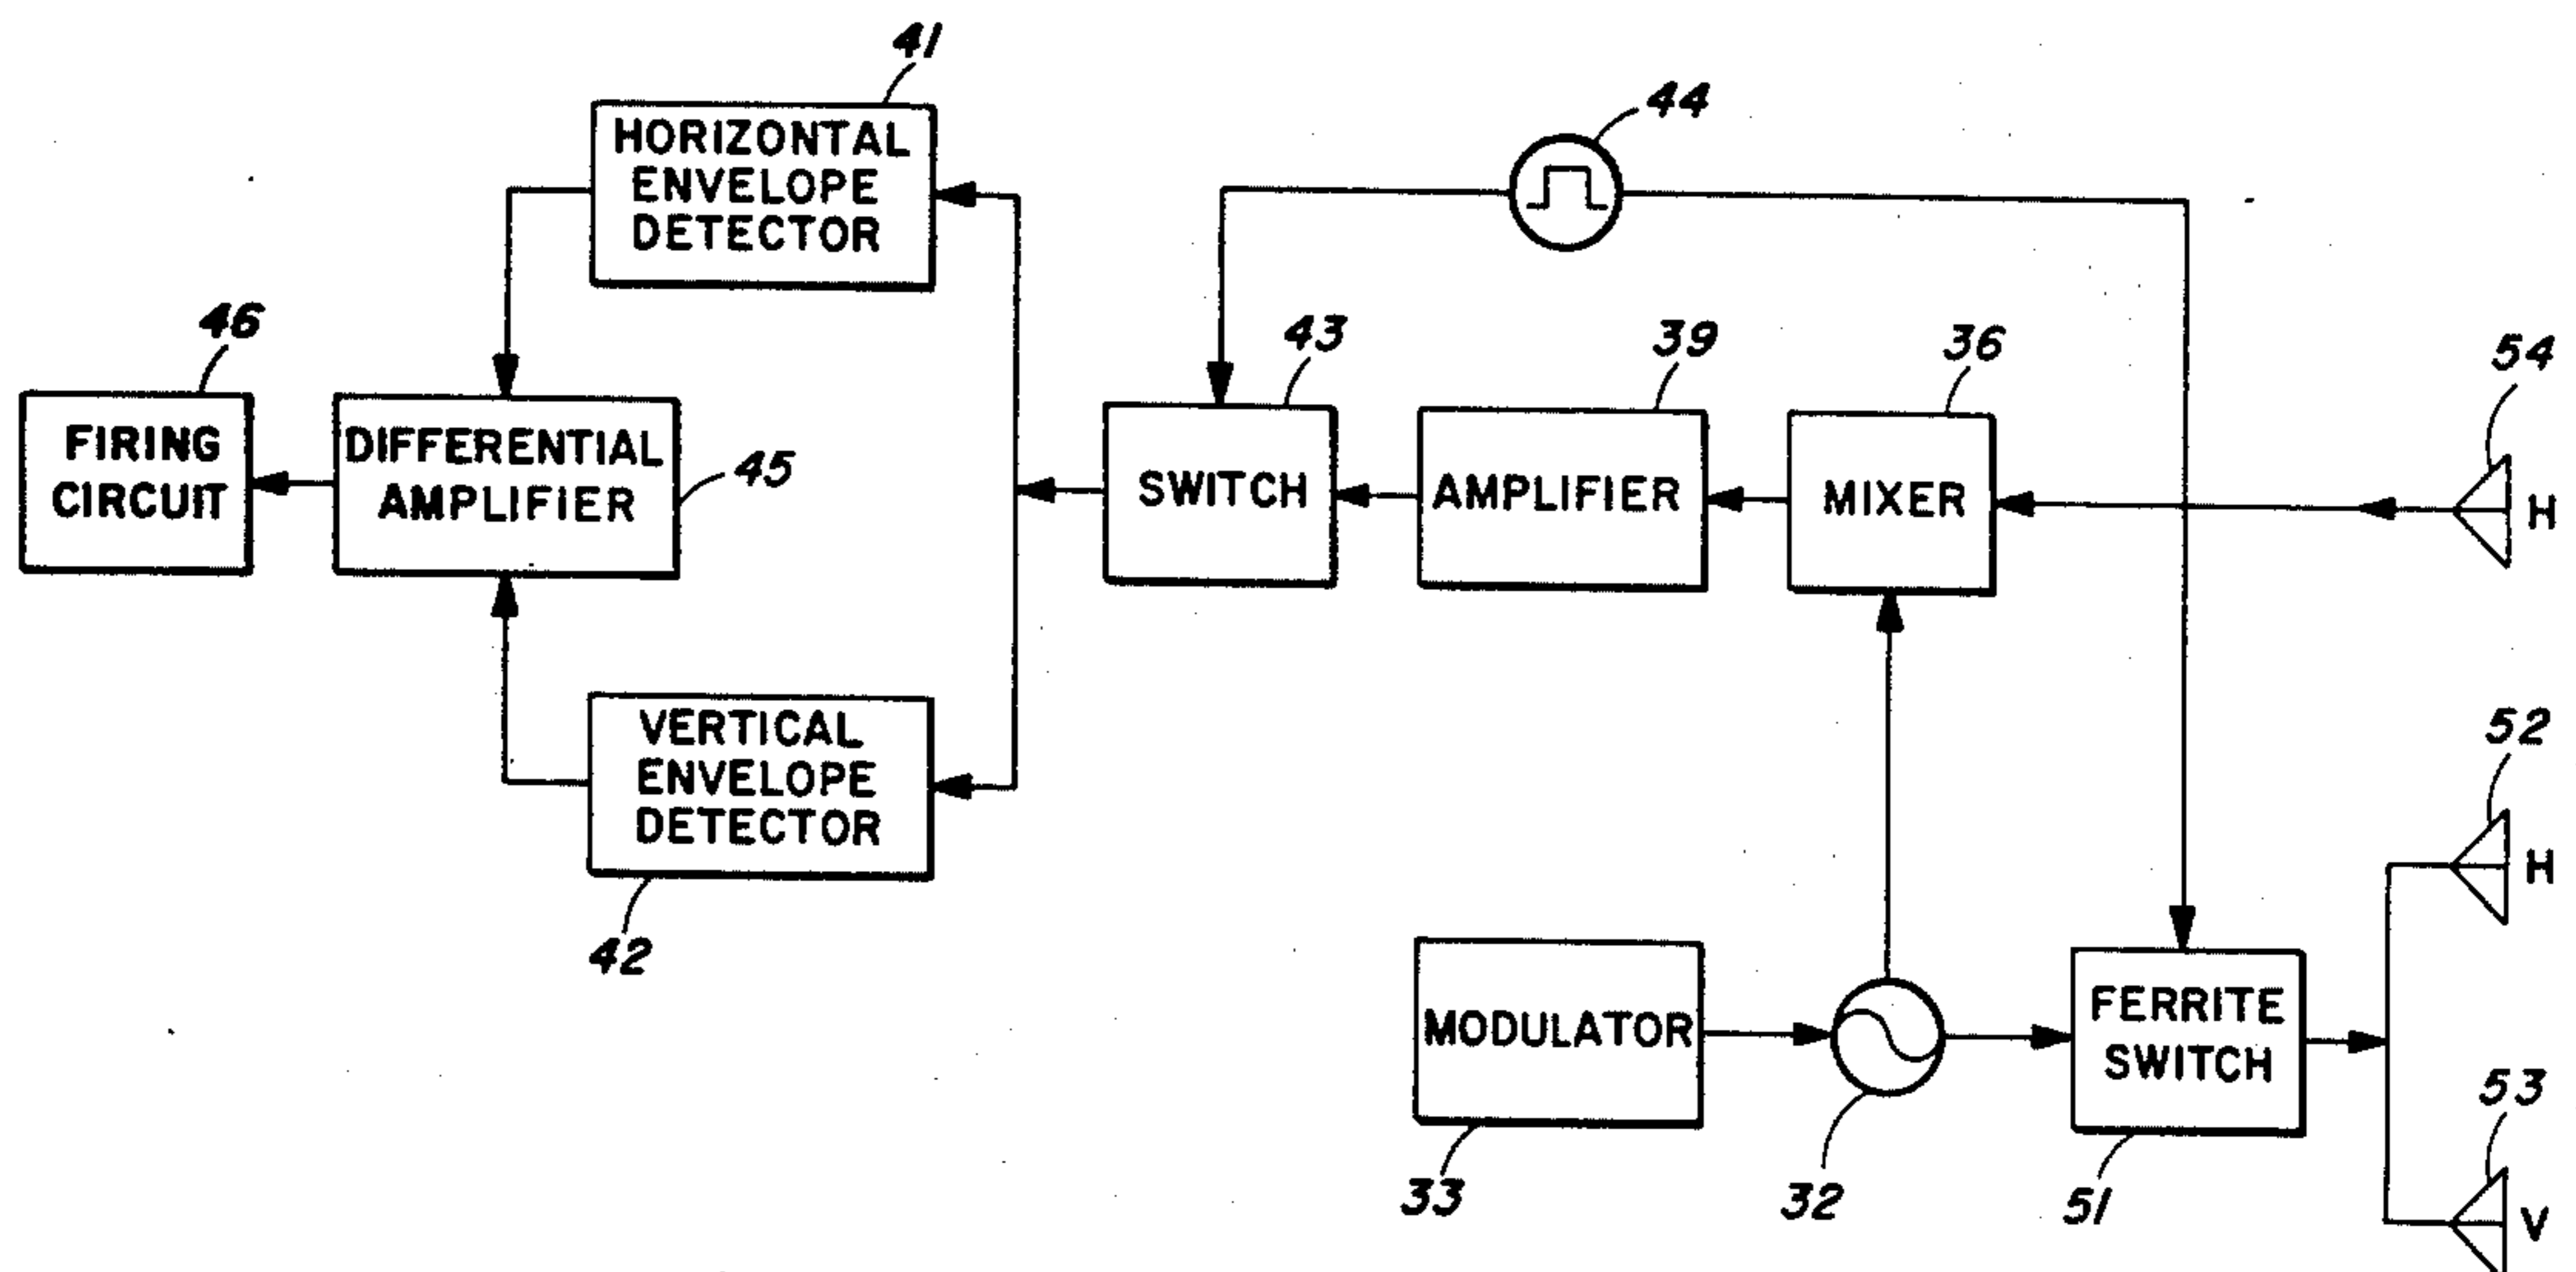 41
HORIZONTAL
ENVELOPE
DETECTOR
44
46
FIRING
CIRCUIT
DIFFERENTIAL
AMPLIFIER
45
43
SWITCH
39
AMPLIFIER
36
MIXER
54
H
VERTICAL
ENVELOPE
DETECTOR
42
52
H
MODULATOR
33
32
FERRITE
SWITCH
51
53
V